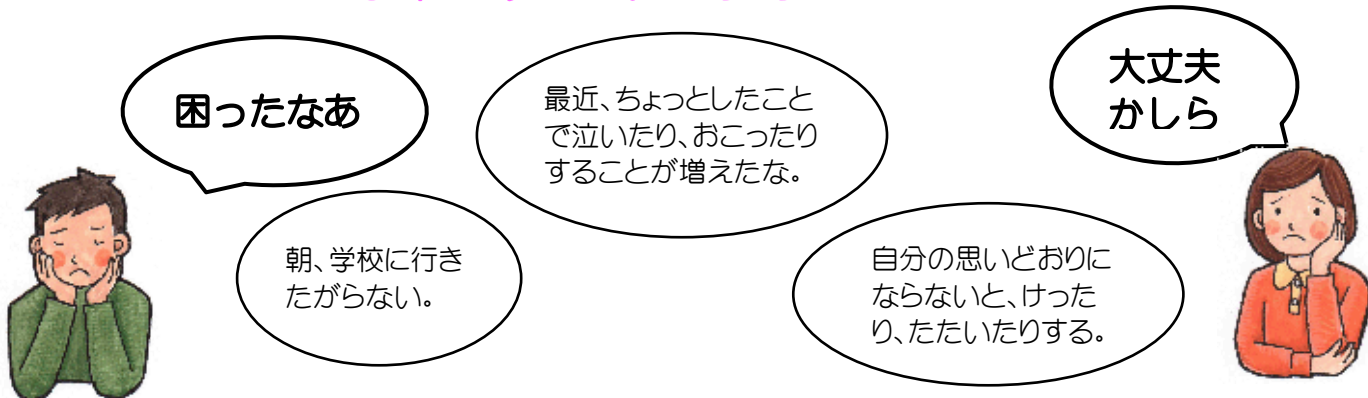 困ったなあ
最近、ちょっとしたこと
で泣いたり、おこったり
することが増えたな。
大丈夫
かしら
朝、学校に行き
たがらない。
自分の思いどおりに
ならないと、けった
り、たたいたりする。